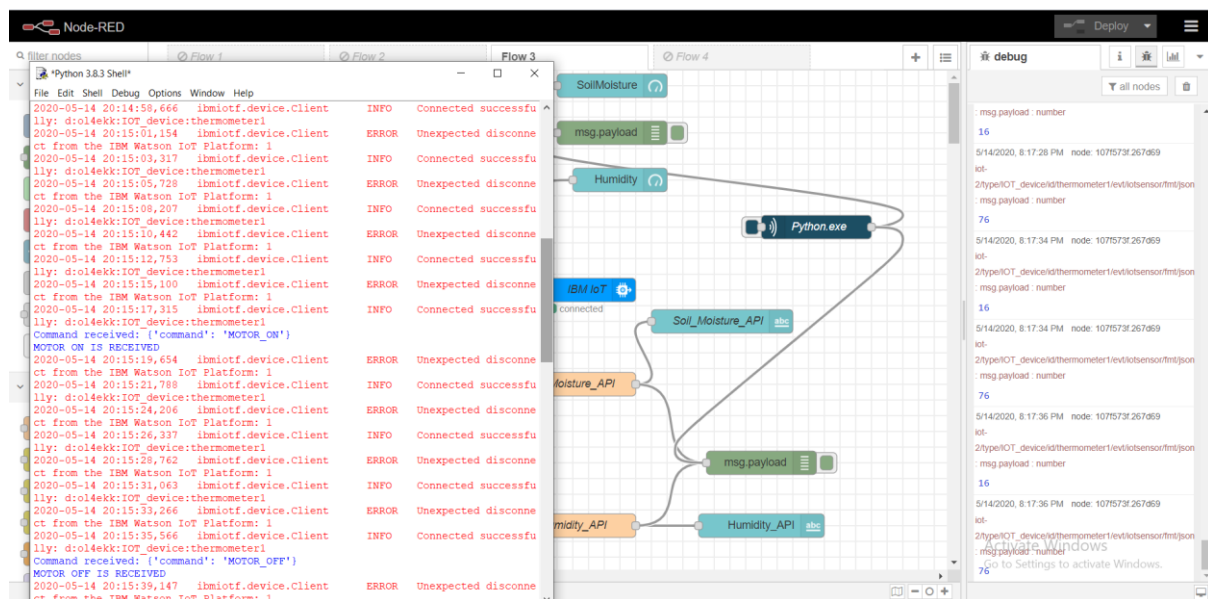 Node-RED
Deploy
filter nodes
Flow 1
Flow 2
Flow 3
Flow 4
debug
i
all nodes
*Python 3.8.3 Shell*
File Edit Shell Debug Options Window Help
2020-05-14 20:14:58,666 ibmiotf.device.Client INFO Connected successfu
lly: d:ol4ekk:IOT_device:thermometer1
2020-05-14 20:15:01,154 ibmiotf.device.Client ERROR Unexpected disconne
ct from the IBM Watson IoT Platform: 1
2020-05-14 20:15:03,317 ibmiotf.device.Client INFO Connected successfu
lly: d:ol4ekk:IOT_device:thermometer1
2020-05-14 20:15:05,728 ibmiotf.device.Client ERROR Unexpected disconne
ct from the IBM Watson IoT Platform: 1
2020-05-14 20:15:08,207 ibmiotf.device.Client INFO Connected successfu
lly: d:ol4ekk:IOT_device:thermometer1
2020-05-14 20:15:10,442 ibmiotf.device.Client ERROR Unexpected disconne
ct from the IBM Watson IoT Platform: 1
2020-05-14 20:15:12,753 ibmiotf.device.Client INFO Connected successfu
lly: d:ol4ekk:IOT_device:thermometer1
2020-05-14 20:15:15,100 ibmiotf.device.Client ERROR Unexpected disconne
ct from the IBM Watson IoT Platform: 1
2020-05-14 20:15:17,315 ibmiotf.device.Client INFO Connected successfu
lly: d:ol4ekk:IOT_device:thermometer1
Command received: {'command': 'MOTOR_ON'}
MOTOR ON IS RECEIVED
2020-05-14 20:15:19,654 ibmiotf.device.Client ERROR Unexpected disconne
ct from the IBM Watson IoT Platform: 1
2020-05-14 20:15:21,788 ibmiotf.device.Client INFO Connected successfu
lly: d:ol4ekk:IOT_device:thermometer1
2020-05-14 20:15:24,206 ibmiotf.device.Client ERROR Unexpected disconne
ct from the IBM Watson IoT Platform: 1
2020-05-14 20:15:26,337 ibmiotf.device.Client INFO Connected successfu
lly: d:ol4ekk:IOT_device:thermometer1
2020-05-14 20:15:28,762 ibmiotf.device.Client ERROR Unexpected disconne
ct from the IBM Watson IoT Platform: 1
2020-05-14 20:15:31,063 ibmiotf.device.Client INFO Connected successfu
lly: d:ol4ekk:IOT_device:thermometer1
2020-05-14 20:15:33,266 ibmiotf.device.Client ERROR Unexpected disconne
ct from the IBM Watson IoT Platform: 1
2020-05-14 20:15:35,566 ibmiotf.device.Client INFO Connected successfu
lly: d:ol4ekk:IOT_device:thermometer1
Command received: {'command': 'MOTOR_OFF'}
MOTOR OFF IS RECEIVED
2020-05-14 20:15:39,147 ibmiotf.device.Client ERROR Unexpected disconne
ct from the IBM Watson IoT Platform: 1
SoilMoisture
msg.payload
Humidity
Python.exe
IBM IoT
connected
Soil_Moisture_API abc
Moisture_API
msg.payload
midity_API
Humidity_API abc
: msg.payload : number
16
5/14/2020, 8:17:28 PM node: 107f573f.267d69
iot-
2/type/IOT_device/id/thermometer1/evt/iotsensor/fmt/json
: msg.payload : number
76
5/14/2020, 8:17:34 PM node: 107f573f.267d69
iot-
2/type/IOT_device/id/thermometer1/evt/iotsensor/fmt/json
: msg.payload : number
16
5/14/2020, 8:17:34 PM node: 107f573f.267d69
iot-
2/type/IOT_device/id/thermometer1/evt/iotsensor/fmt/json
: msg.payload : number
76
5/14/2020, 8:17:36 PM node: 107f573f.267d69
iot-
2/type/IOT_device/id/thermometer1/evt/iotsensor/fmt/json
: msg.payload : number
16
5/14/2020, 8:17:36 PM node: 107f573f.267d69
iot-
2/type/IOT_device/id/thermometer1/evt/iotsensor/fmt/json
: msg.payload : number
76
Activate Windows
Go to Settings to activate Windows.